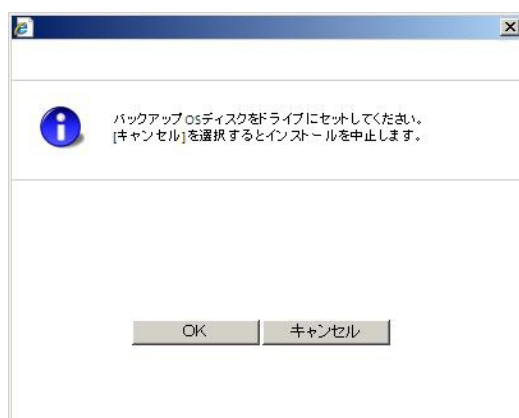 バックアップOSディスクをドライブにセットしてください。
[キャンセル]を選択するとインストールを中止します。
OK
キャンセル